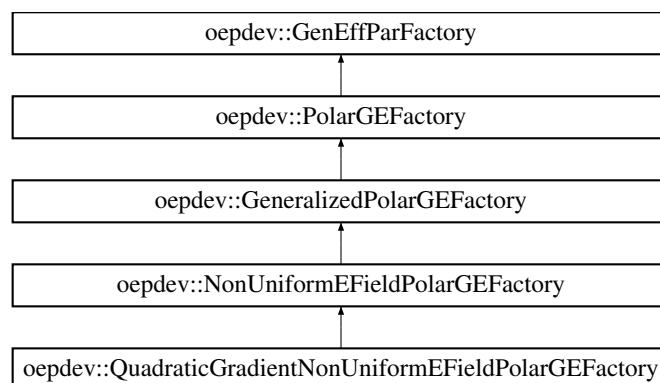 oepdev::GenEffParFactory
oepdev::PolarGEFactory
oepdev::GeneralizedPolarGEFactory
oepdev::NonUniformEFieldPolarGEFactory
oepdev::QuadraticGradientNonUniformEFieldPolarGEFactory